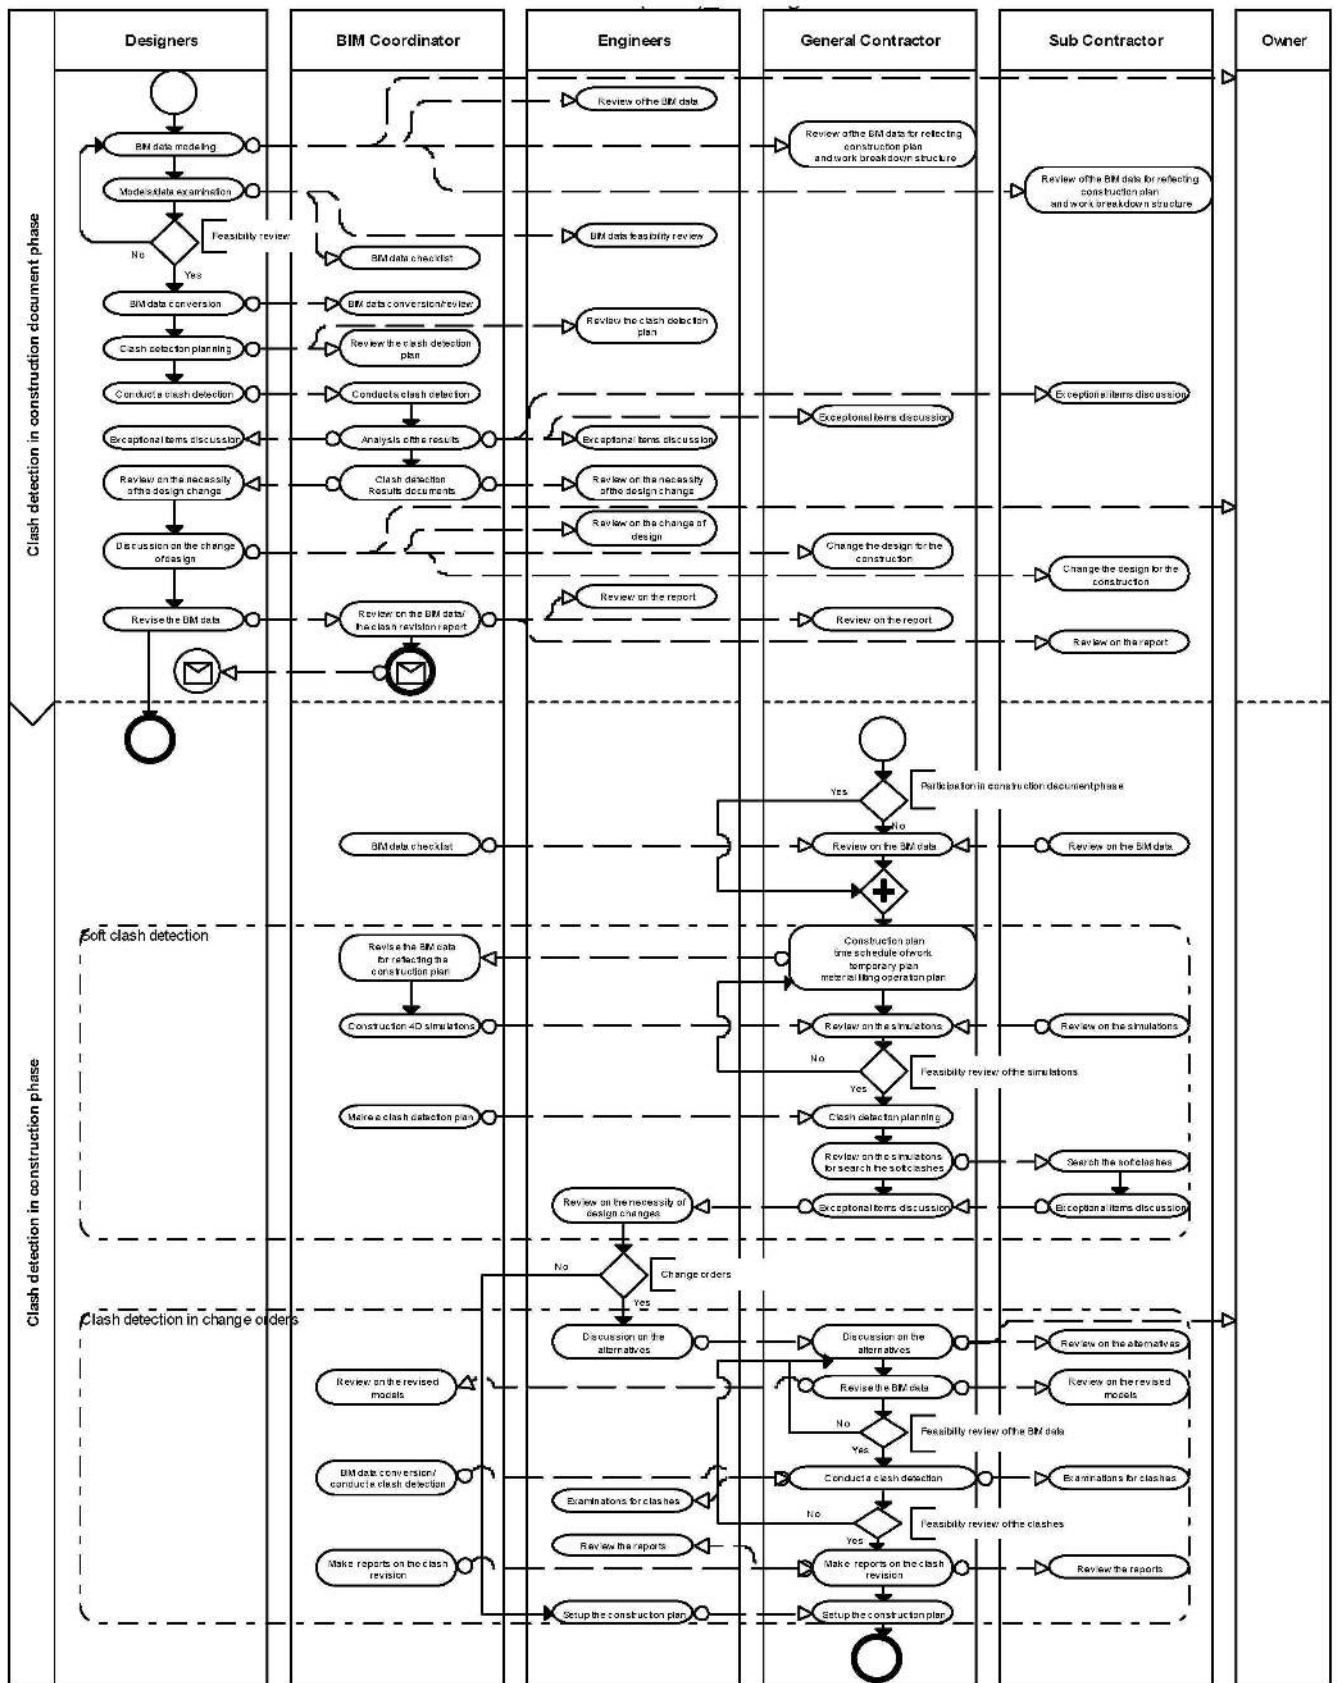 Designers
BIM Coordinator
Engineers
General Contractor
Sub Contractor
Owner
Clash detection in construction document phase
Review of the BIM data
BIM data modeling
Review of the BIM data for reflecting
construction plan
and work breakdown structure
Models/data examination
Review of the BIM data for reflecting
construction plan
and work breakdown structure
Feasibility review
BIM data feasibility review
No
BIM data checklist
Yes
BIM data conversion
BIM data conversion/review
Review the clash detection
plan
Clash detection planning
Review the clash detection
plan
Conduct a clash detection
Conduct a clash detection
Exceptional items discussion
Exceptional items discussion
Exceptional items discussion
Analysis of the results
Exceptional items discussion
Review on the necessity
of the design change
Clash detection
Results documents
Review on the necessity
of the design change
Review on the change of
design
Discussion on the change
of design
Change the design for the
construction
Change the design for the
construction
Review on the report
Revise the BIM data
Review on the BIM data/
the clash revision report
Review on the report
Review on the report
Clash detection in construction phase
Yes
Participation in construction document phase
No
BIM data checklist
Review on the BIM data
Review on the BIM data
Soft clash detection
Revise the BIM data
for reflecting the
construction plan
Construction plan
time schedule of work
temporary plan
meterial lifting operation plan
Construction 4D simulations
Review on the simulations
Review on the simulations
No
Feasibility review of the simulations
Yes
Make a clash detection plan
Clash detection planning
Review on the simulations
for search the soft clashes
Search the soft clashes
Review on the necessity of
design changes
Exceptional items discussion
Exceptional items discussion
No
Change orders
Yes
Clash detection in change orders
Discussion on the
alternatives
Discussion on the
alternatives
Review on the alternatives
Review on the revised
models
Revise the BIM data
Review on the revised
models
No
Feasibility review of the BIM data
Yes
BIM data conversion/
conduct a clash detection
Conduct a clash detection
Examinations for clashes
Examinations for clashes
No
Feasibility review of the clashes
Yes
Review the reports
Make reports on the clash
revision
Make reports on the clash
revision
Review the reports
Setup the construction plan
Setup the construction plan